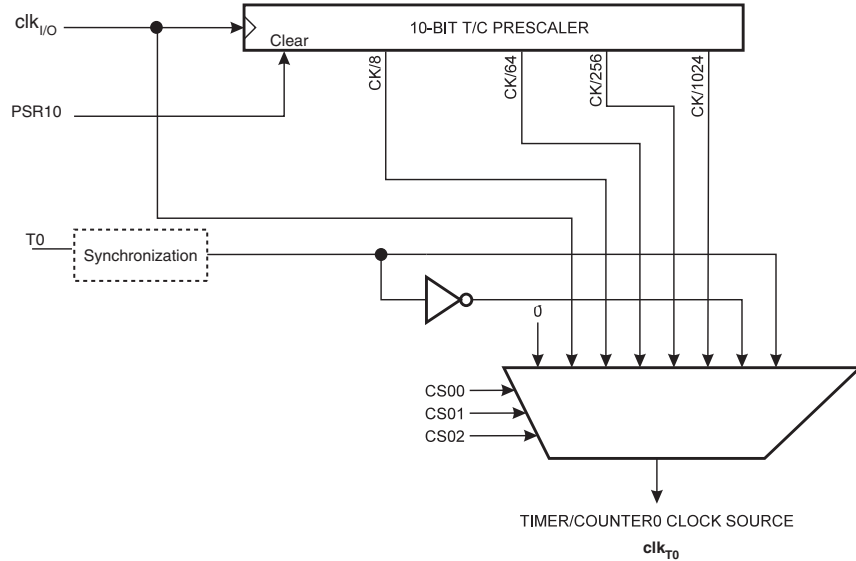 clkI/O
10-BIT T/C PRESCALER
Clear
CK/8
CK/64
CK/256
CK/1024
PSR10
T0
Synchronization
0
CS00
CS01
CS02
TIMER/COUNTER0 CLOCK SOURCE
clkT0